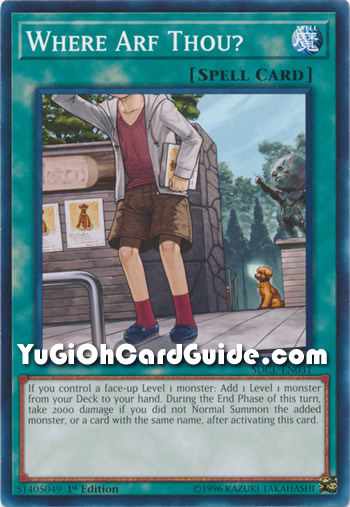 WHERE ARF THOU?
SPELL
魔
[SPELL CARD]
YuGiOhCardGuide.com
SDCL-EN031
If you control a face-up Level 1 monster: Add 1 Level 1 monster
from your Deck to your hand. During the End Phase of this turn,
take 2000 damage if you did not Normal Summon the added
monster, or a card with the same name, after activating this card.
51405049 1st Edition
©1996 KAZUKI TAKAHASHI